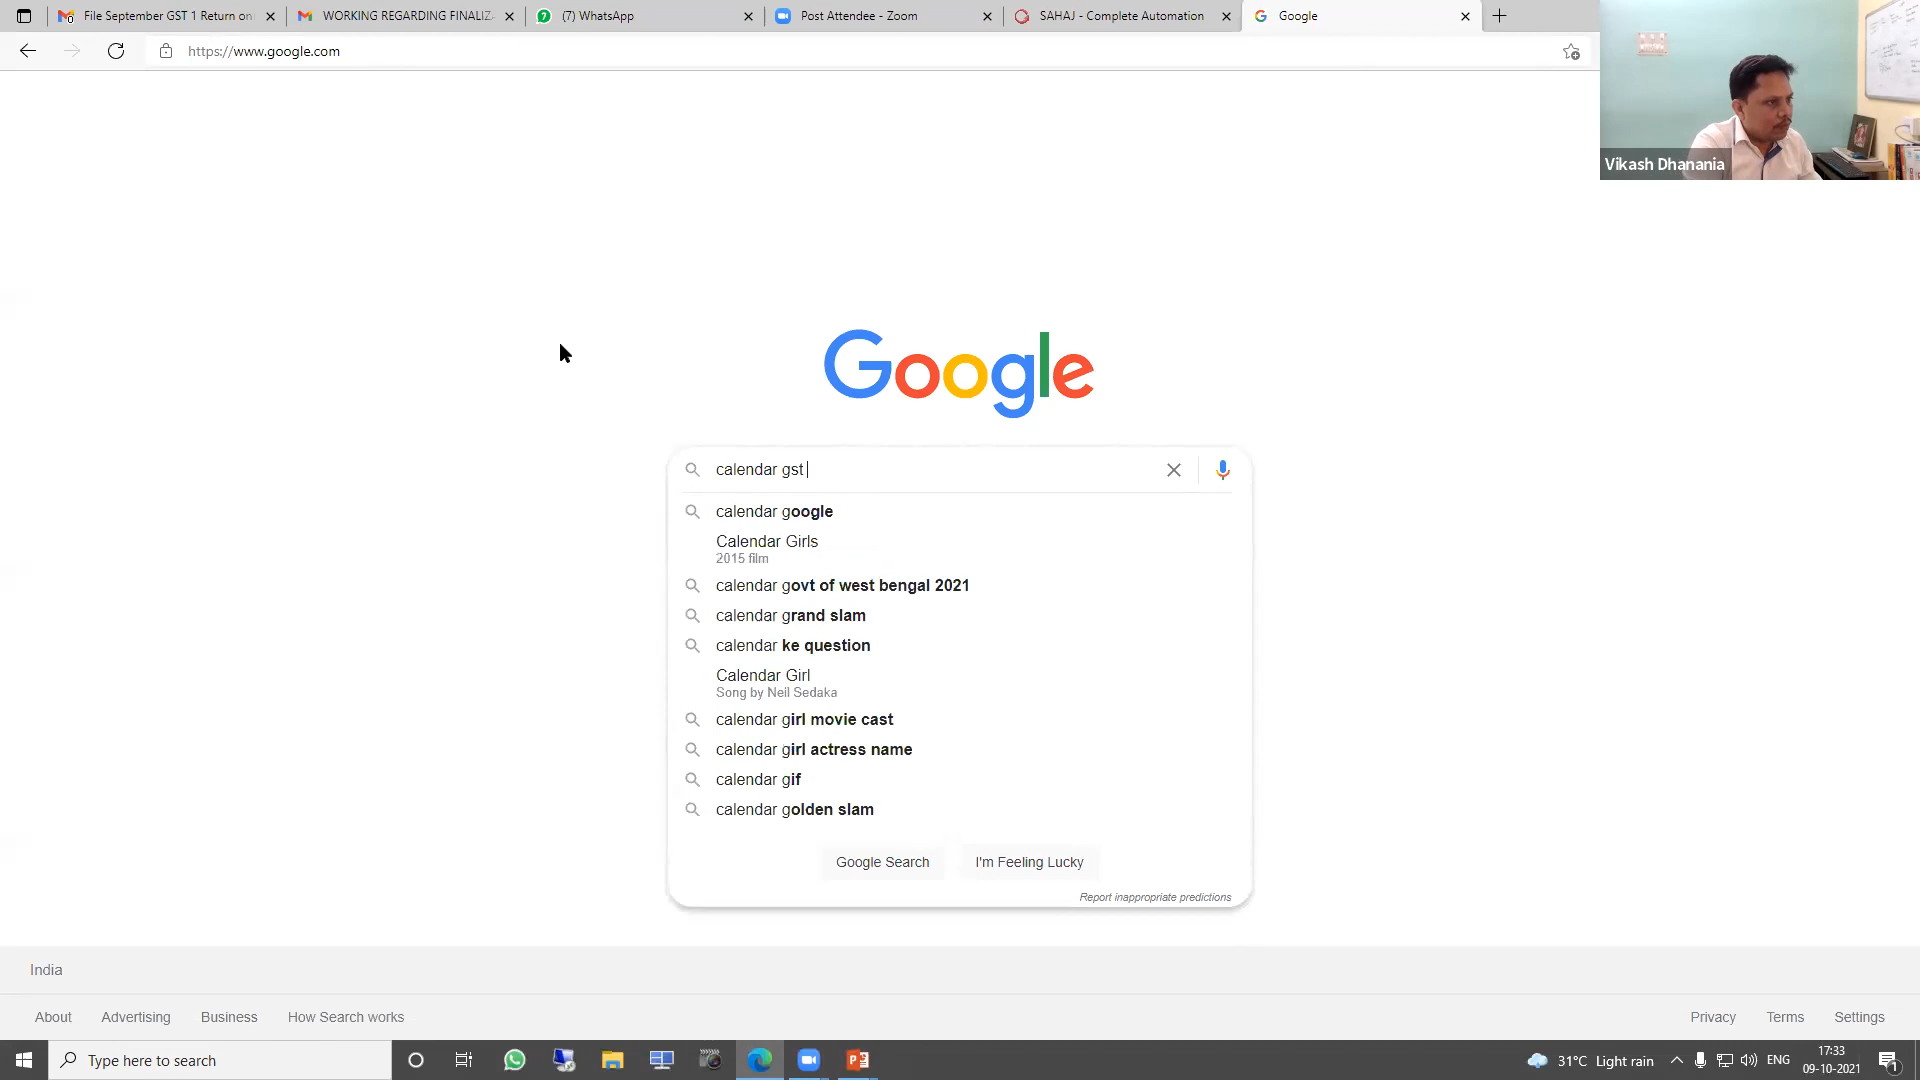 File September GST 1 Return on
WORKING REGARDING FINALIZ
(7) WhatsApp
Post Attendee - Zoom
SAHAJ - Complete Automation
Google
https://www.google.com
Vikash Dhanania
Google
calendar gst
calendar google
Calendar Girls
2015 film
calendar govt of west bengal 2021
calendar grand slam
calendar ke question
Calendar Girl
Song by Neil Sedaka
calendar girl movie cast
calendar girl actress name
calendar gif
calendar golden slam
Google Search
I'm Feeling Lucky
Report inappropriate predictions
India
About
Advertising
Business
How Search works
Privacy
Terms
Settings
Type here to search
31°C Light rain
ENG
17:33
09-10-2021